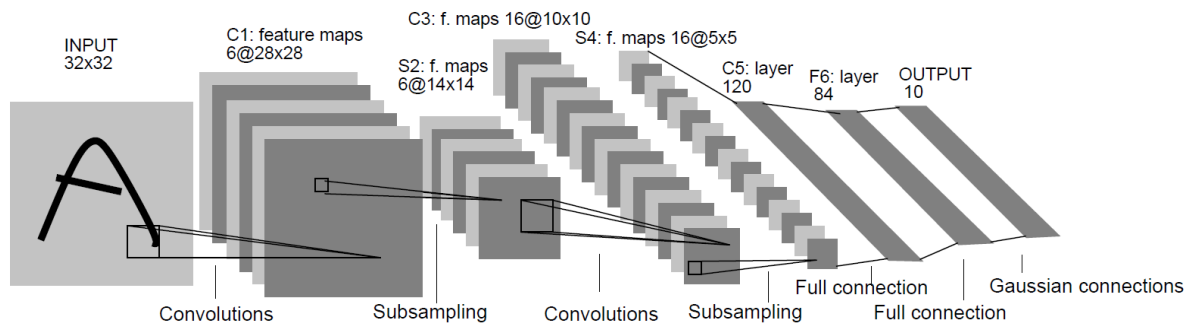 INPUT
32x32
C1: feature maps
6@28x28
S2: f. maps
6@14x14
C3: f. maps 16@10x10
S4: f. maps 16@5x5
C5: layer
120
F6: layer
84
OUTPUT
10
Convolutions
Subsampling
Convolutions
Subsampling
Full connection
Full connection
Gaussian connections
A